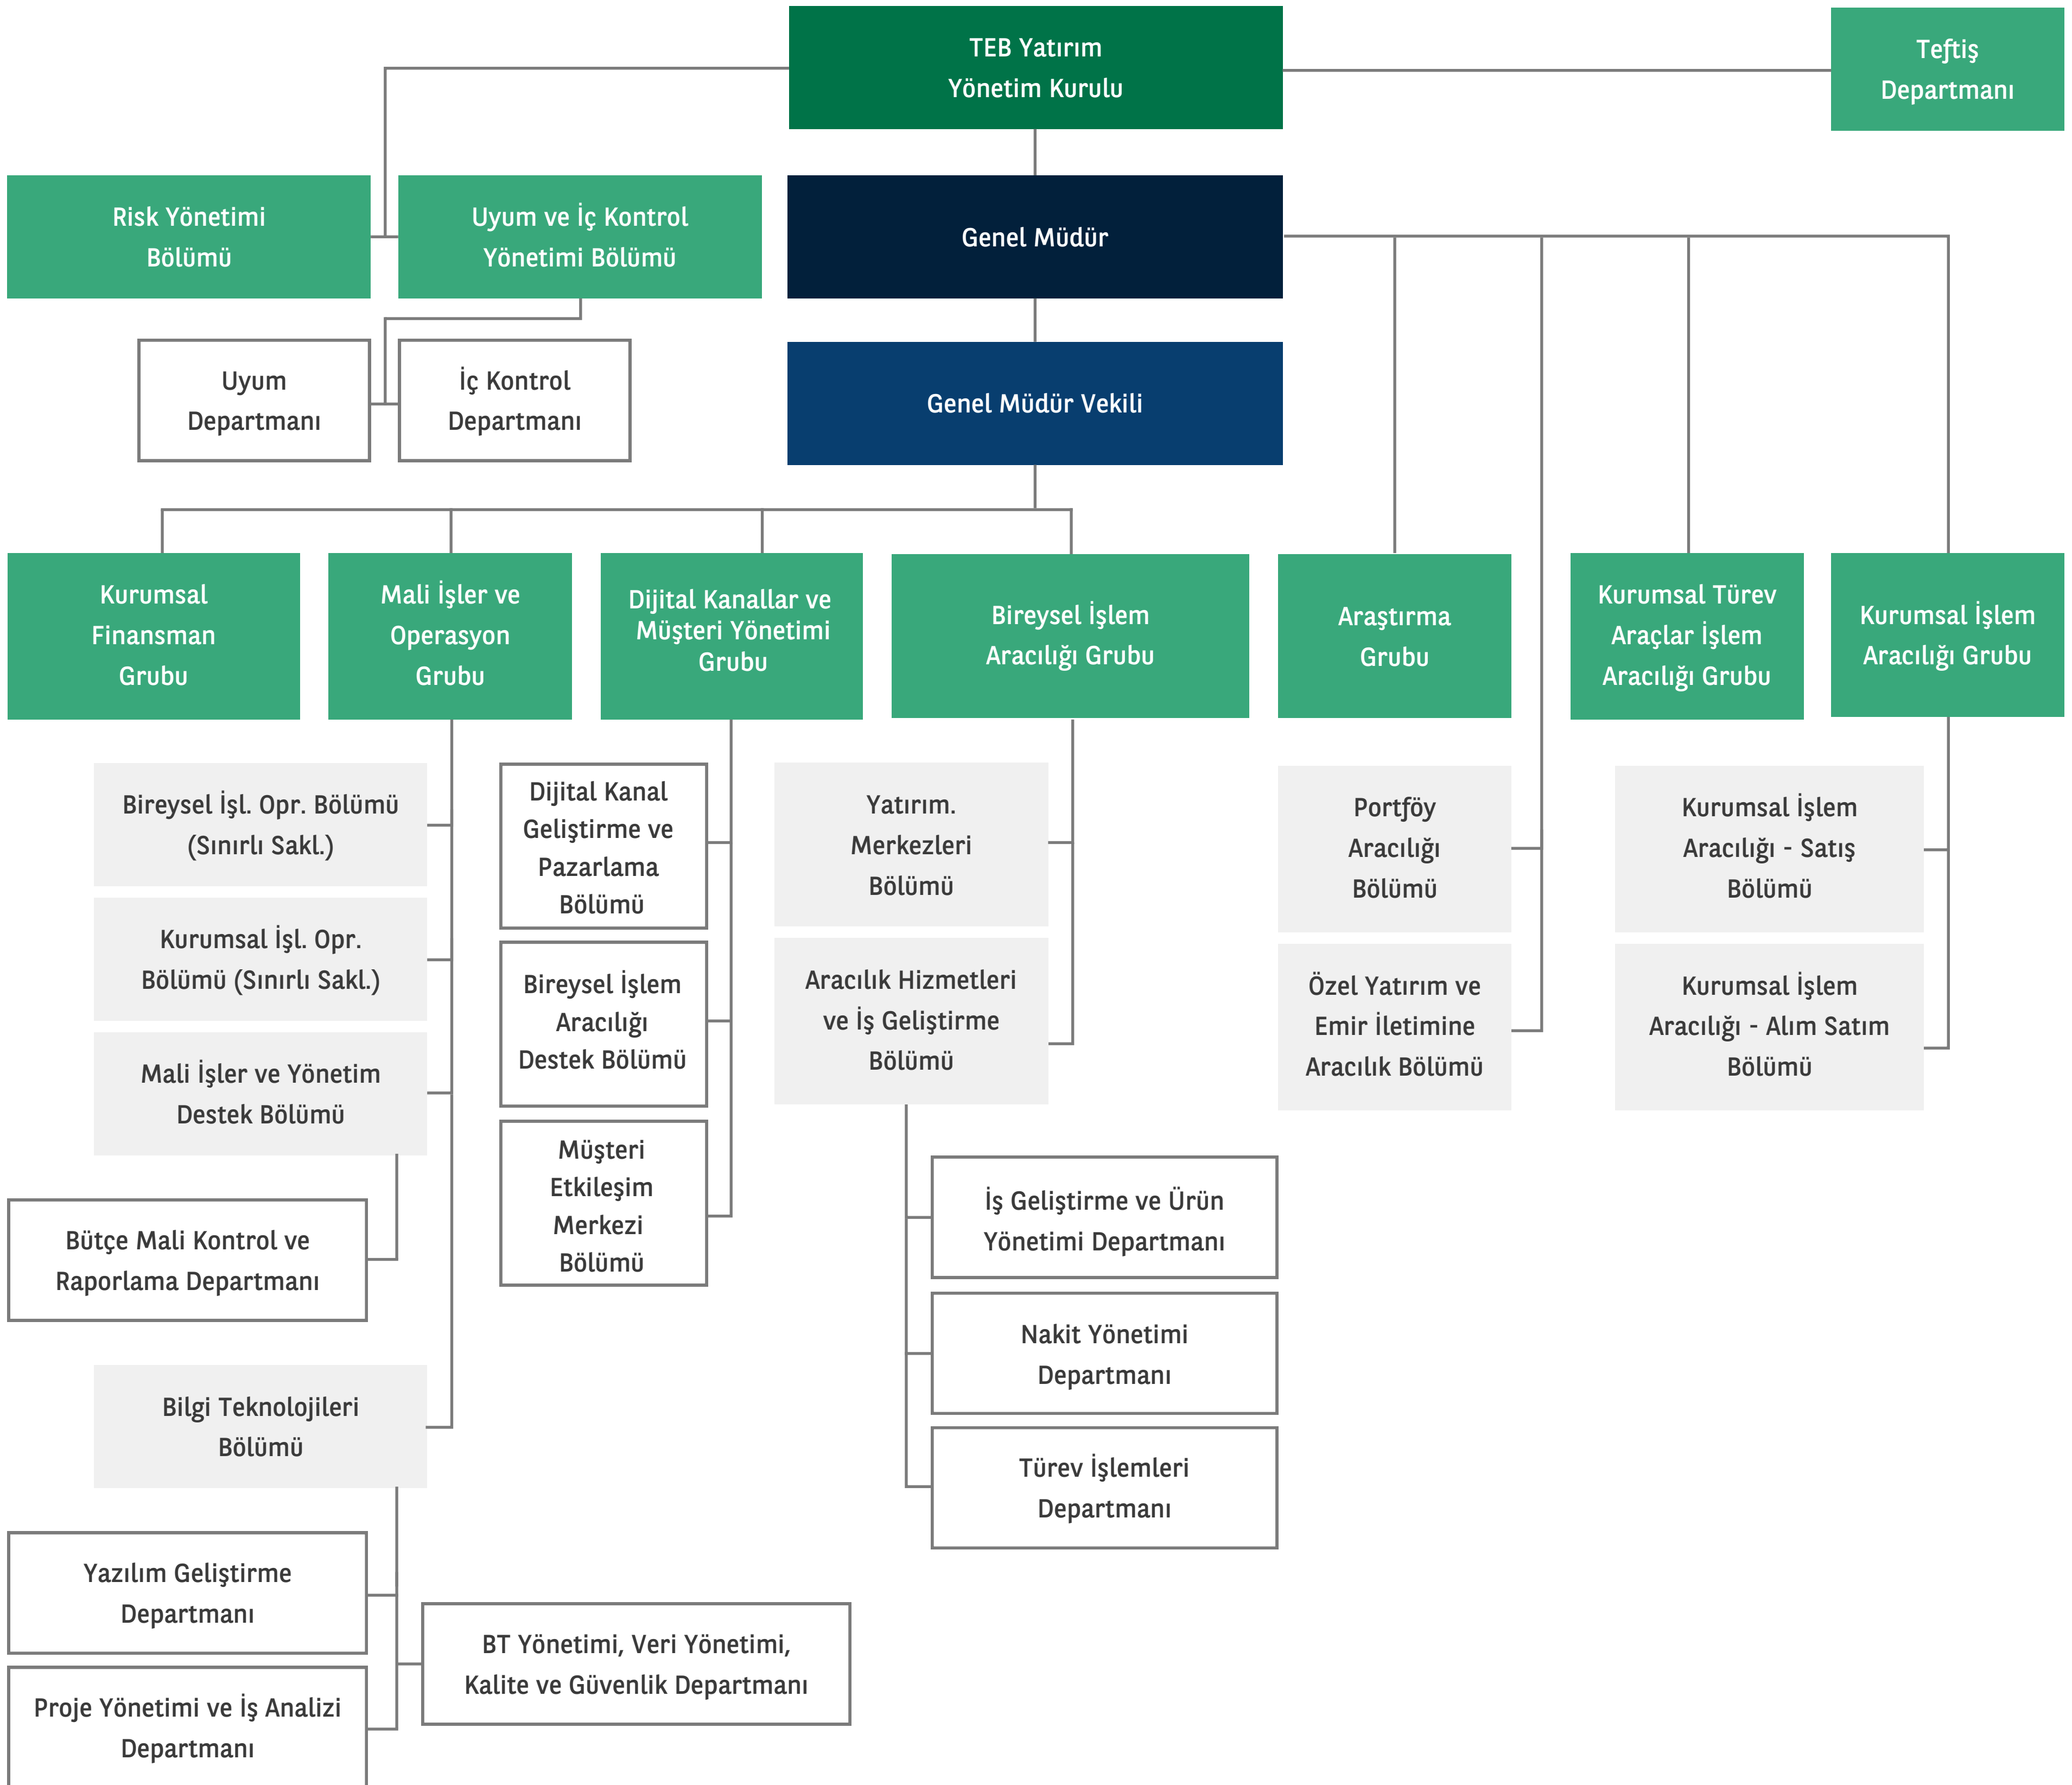 TEB Yatırım
Yönetim Kurulu
Teftiş
Departmanı
Risk Yönetimi
Bölümü
Uyum ve İç Kontrol
Yönetimi Bölümü
Genel Müdür
Uyum
Departmanı
İç Kontrol
Departmanı
Genel Müdür Vekili
Kurumsal
Finansman
Grubu
Mali İşler ve
Operasyon
Grubu
Dijital Kanallar ve
Müşteri Yönetimi
Grubu
Bireysel İşlem
Aracılığı Grubu
Araştırma
Grubu
Kurumsal Türev
Araçlar İşlem
Aracılığı Grubu
Kurumsal İşlem
Aracılığı Grubu
Bireysel İşl. Opr. Bölümü
(Sınırlı Sakl.)
Kurumsal İşl. Opr.
Bölümü (Sınırlı Sakl.)
Mali İşler ve Yönetim
Destek Bölümü
Bütçe Mali Kontrol ve
Raporlama Departmanı
Bilgi Teknolojileri
Bölümü
Yazılım Geliştirme
Departmanı
Proje Yönetimi ve İş Analizi
Departmanı
BT Yönetimi, Veri Yönetimi,
Kalite ve Güvenlik Departmanı
Dijital Kanal
Geliştirme ve
Pazarlama
Bölümü
Bireysel İşlem
Aracılığı
Destek Bölümü
Müşteri
Etkileşim
Merkezi
Bölümü
Yatırım.
Merkezleri
Bölümü
Aracılık Hizmetleri
ve İş Geliştirme
Bölümü
İş Geliştirme ve Ürün
Yönetimi Departmanı
Nakit Yönetimi
Departmanı
Türev İşlemleri
Departmanı
Portföy
Aracılığı
Bölümü
Özel Yatırım ve
Emir İletimine
Aracılık Bölümü
Kurumsal İşlem
Aracılığı - Satış
Bölümü
Kurumsal İşlem
Aracılığı - Alım Satım
Bölümü